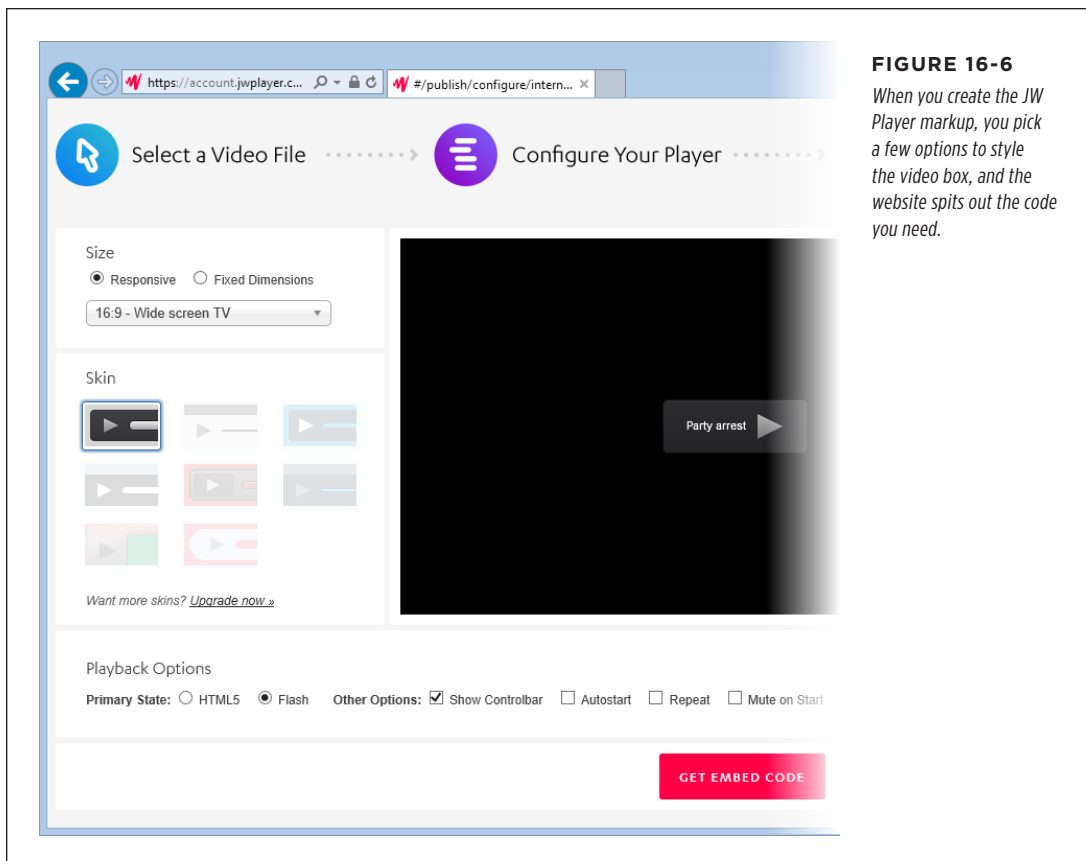 https://account.jwplayer.c...
#/publish/configure/intern...
Select a Video File
Configure Your Player
Size
Responsive
Fixed Dimensions
16:9 - Wide screen TV
Skin
Want more skins? Upgrade now »
Party arrest
Playback Options
Primary State: HTML5 Flash Other Options: Show Controlbar Autostart Repeat Mute on Start
GET EMBED CODE
FIGURE 16-6
When you create the JW
Player markup, you pick
a few options to style
the video box, and the
website spits out the code
you need.